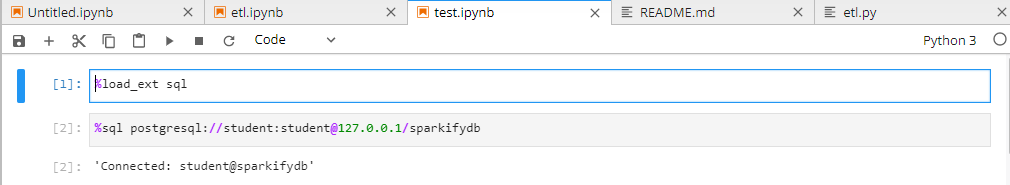 Untitled.ipynb etl.ipynb test.ipynb README.md etl.py
Code Python 3
[1]: %load_ext sql
[2]: %sql postgresql://student:student@127.0.0.1/sparkifydb
[2]: 'Connected: student@sparkifydb'